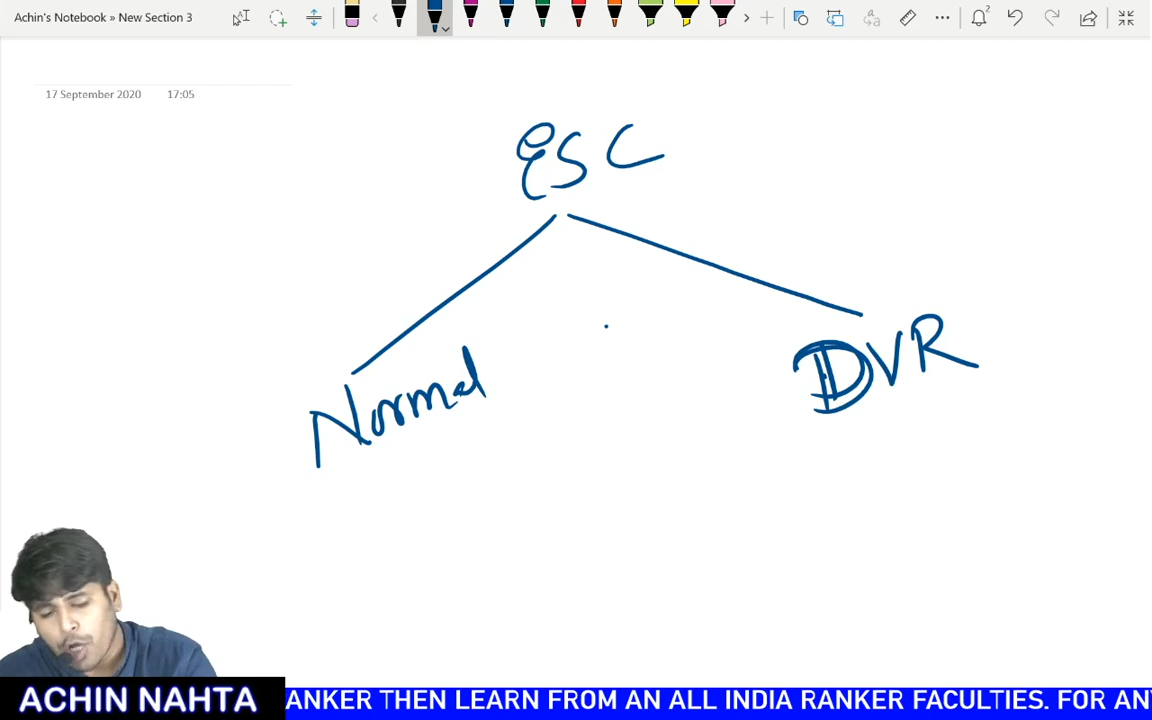 Achin's Notebook » New Section 3
17 September 2020 17:05
ESC
Normal
DVR
ACHIN NAHTA
ANKER THEN LEARN FROM AN ALL INDIA RANKER FACULTIES. FOR AN